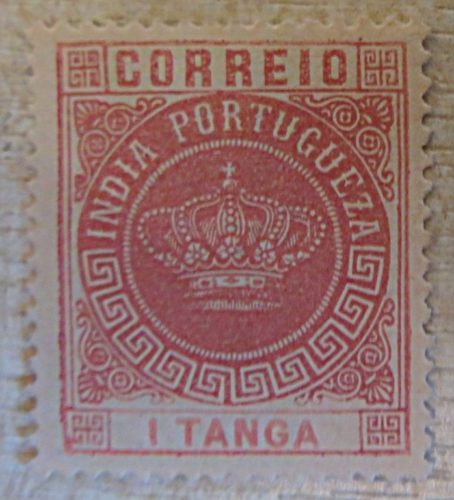 CORREIO
INDIA PORTUGUEZA
1 TANGA